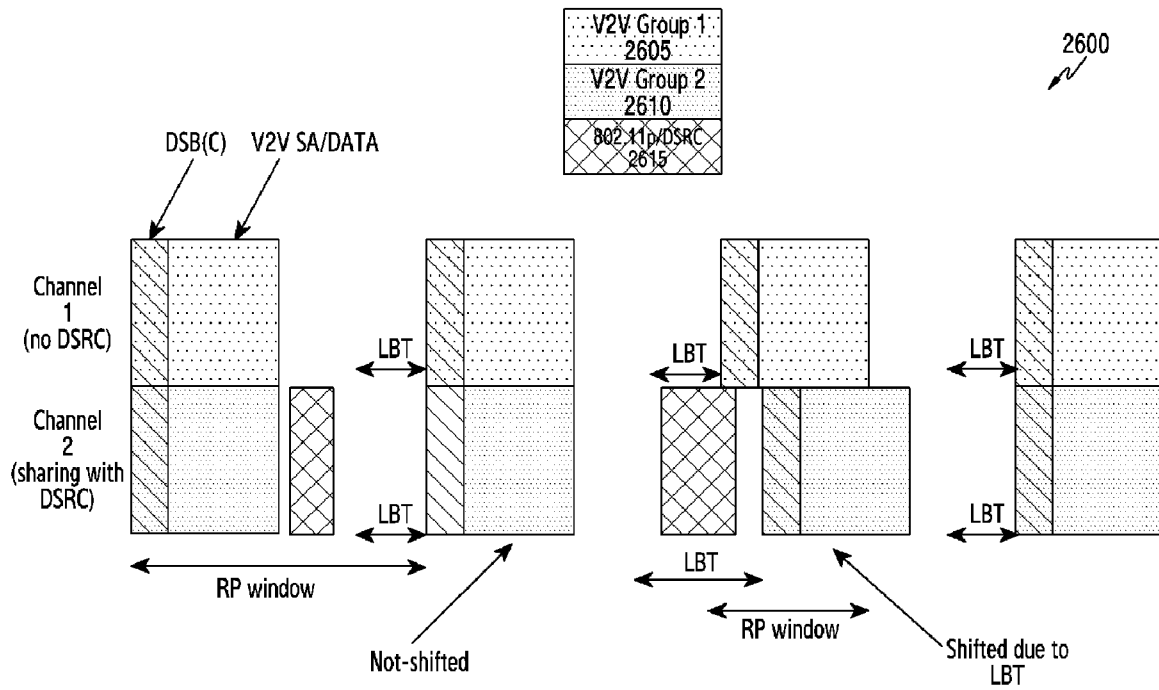 V2V Group 1
2605
V2V Group 2
2610
802.11p/DSRC
2615
2600
DSB(C)
V2V SA/DATA
Channel
1
(no DSRC)
LBT
LBT
LBT
Channel
2
(sharing with
DSRC)
LBT
LBT
LBT
RP window
RP window
Not-shifted
Shifted due to
LBT